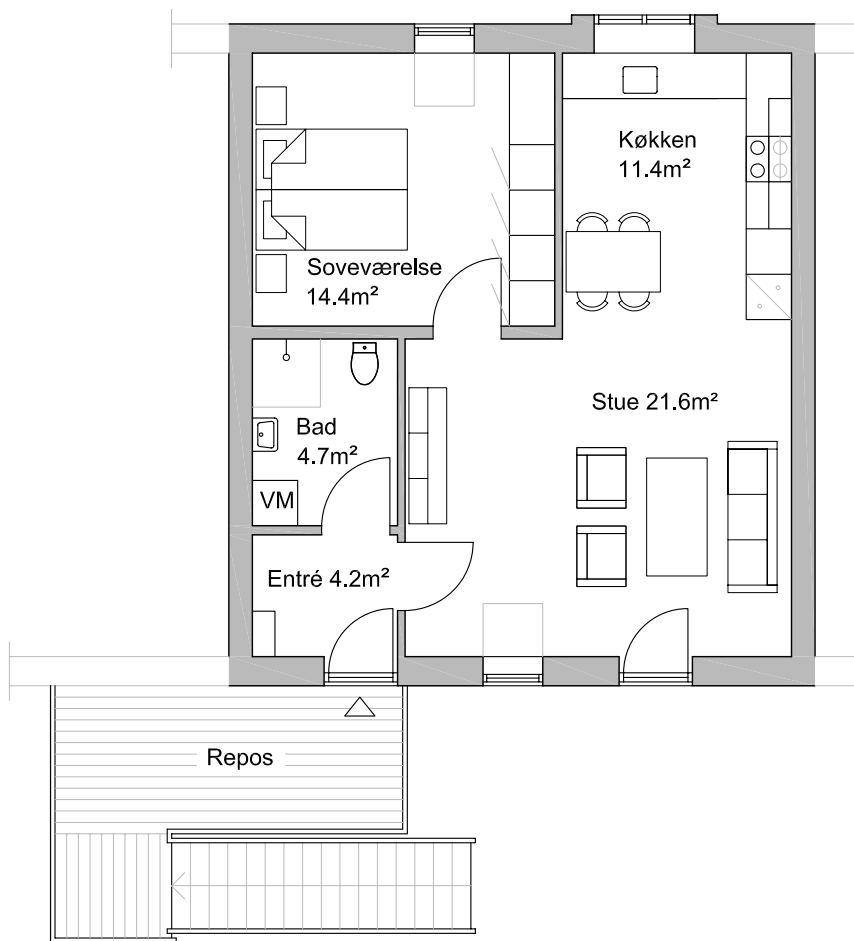 Køkken
11.4m²
Soveværelse
14.4m²
Stue 21.6m²
Bad
4.7m²
VM
Entré 4.2m²
Repos